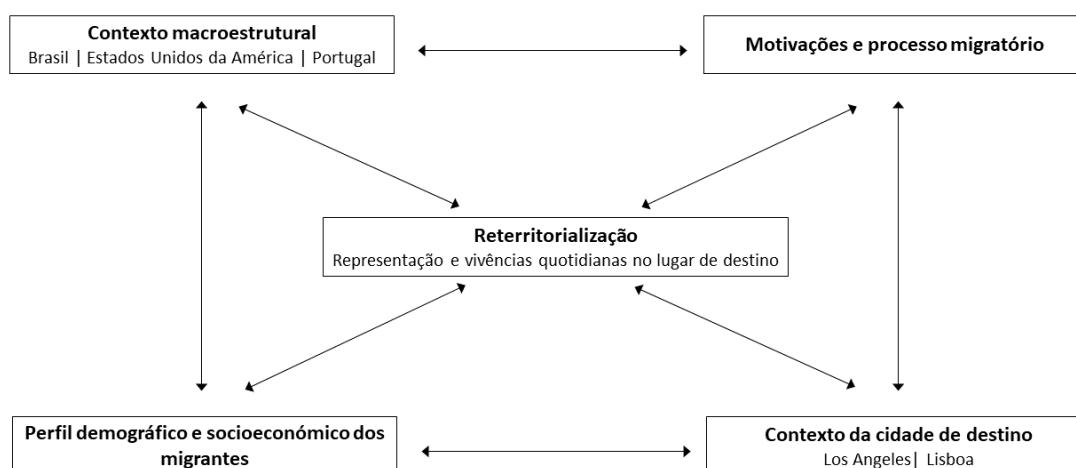 Contexto macroestrutural
Brasil | Estados Unidos da América | Portugal
Motivações e processo migratório
Reterritorialização
Representação e vivências quotidianas no lugar de destino
Perfil demográfico e socioeconómico dos
migrantes
Contexto da cidade de destino
Los Angeles| Lisboa